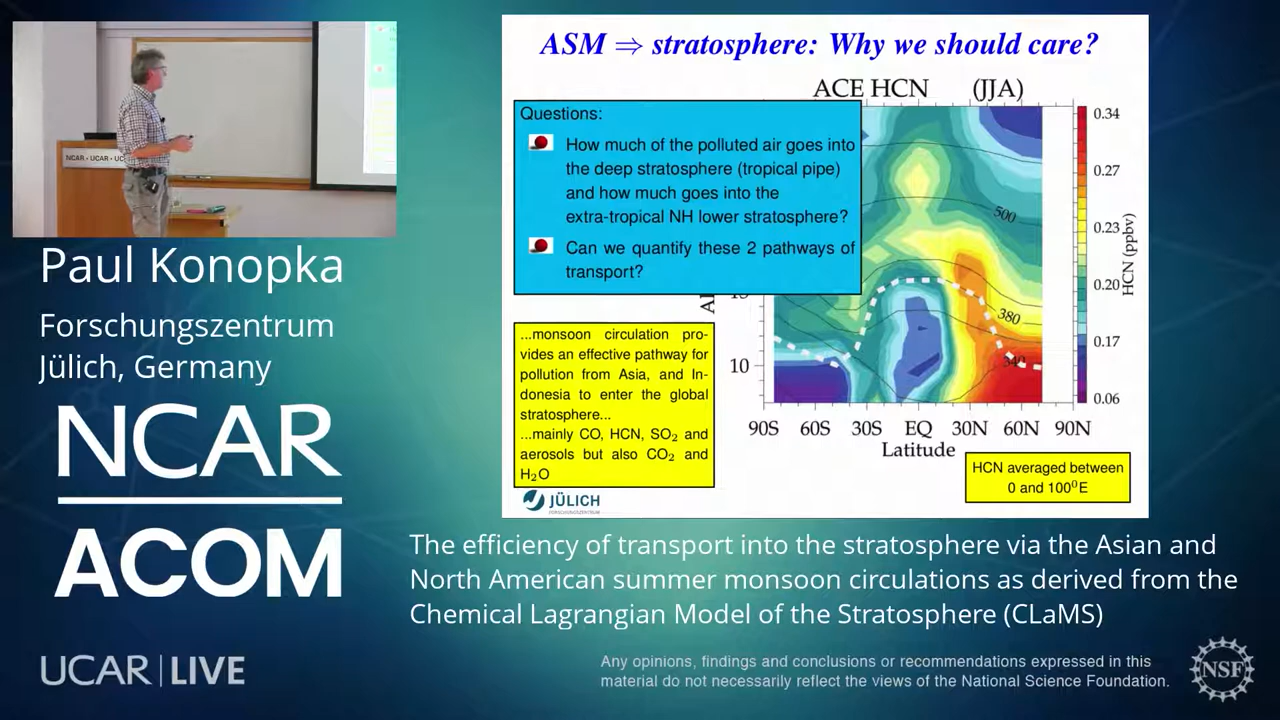 NCAR • UCAR • UC
Paul Konopka
Forschungszentrum
Jülich, Germany
NCAR
ACOM
UCAR | LIVE
ASM ⇒ stratosphere: Why we should care?
ACE HCN (JJA)
Questions:
How much of the polluted air goes into
the deep stratosphere (tropical pipe)
and how much goes into the
extra-tropical NH lower stratosphere?
Can we quantify these 2 pathways of
transport?
...monsoon circulation pro-
vides an effective pathway for
pollution from Asia, and In-
donesia to enter the global
stratosphere...
...mainly CO, HCN, SO₂ and
aerosols but also CO₂ and
H₂O
500
380
10
90S 60S 30S EQ 30N 60N 90N
Latitude
0.34
0.27
0.23
0.20
0.17
0.06
HCN (ppbv)
HCN averaged between
0 and 100⁰E
JÜLICH
FORSCHUNGSZENTRUM
The efficiency of transport into the stratosphere via the Asian and
North American summer monsoon circulations as derived from the
Chemical Lagrangian Model of the Stratosphere (CLaMS)
Any opinions, findings and conclusions or recommendations expressed in this
material do not necessarily reflect the views of the National Science Foundation.
NSF